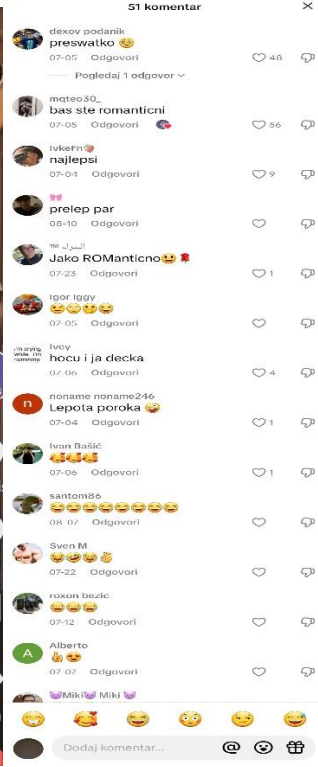 51 komentar
dexov podanik
preswatko 🤣
07-05 Odgovori 48
Pogledaj 1 odgovor
mqteo30_
bas ste romanticni
07-05 Odgovori 56
IvkeFn🍓
najlepsi
07-04 Odgovori 9
🎀
prelep par
08-10 Odgovori
Jako ROManticno😃🌹
07-23 Odgovori 1
Igor Iggy
07-05 Odgovori
i'm crying
while i'm
Ivey
hocu i ja decka
07-06 Odgovori 4
n
noname noname246
Lepota poroka 🤪
07-04 Odgovori 1
Ivan Bašić
🥰🥰🥰
07-06 Odgovori 1
santom86
😂😂😂😂😂😂😂😂
08-07 Odgovori
Sven M
07-22 Odgovori
roxon bezic
😂😂😂
07-12 Odgovori
A
Alberto
07-07 Odgovori
😈Miki😈 Miki 😈
Dodaj komentar...